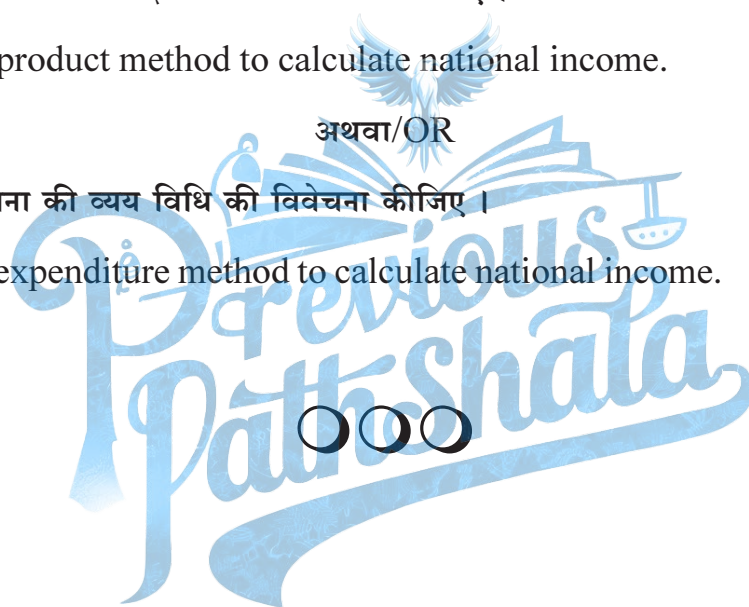 product method to calculate national income.
अथवा/OR
ना की व्यय विधि की विवेचना कीजिए ।
expenditure method to calculate national income.
Previous
Pathshala